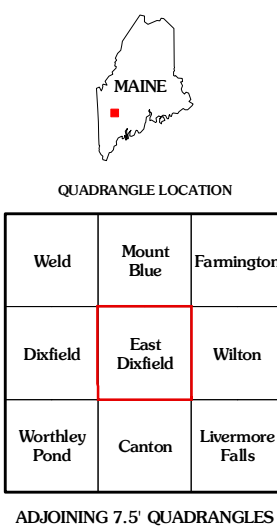 MAINE
QUADRANGLE LOCATION
Weld
Mount
Blue
Farmington
Dixfield
East
Dixfield
Wilton
Worthley
Pond
Canton
Livermore
Falls
ADJOINING 7.5' QUADRANGLES